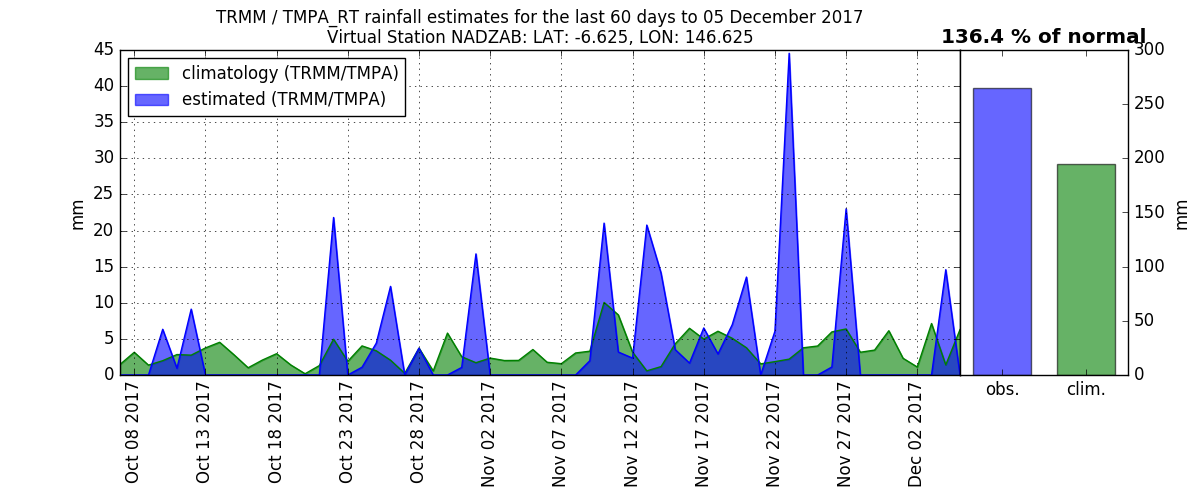 TRMM / TMPA_RT rainfall estimates for the last 60 days to 05 December 2017
Virtual Station NADZAB: LAT: -6.625, LON: 146.625
136.4 % of normal
climatology (TRMM/TMPA)
estimated (TRMM/TMPA)
45
40
35
30
25
20
15
10
5
0
mm
Oct 08 2017
Oct 13 2017
Oct 18 2017
Oct 23 2017
Oct 28 2017
Nov 02 2017
Nov 07 2017
Nov 12 2017
Nov 17 2017
Nov 22 2017
Nov 27 2017
Dec 02 2017
obs.
clim.
300
250
200
150
100
50
0
mm